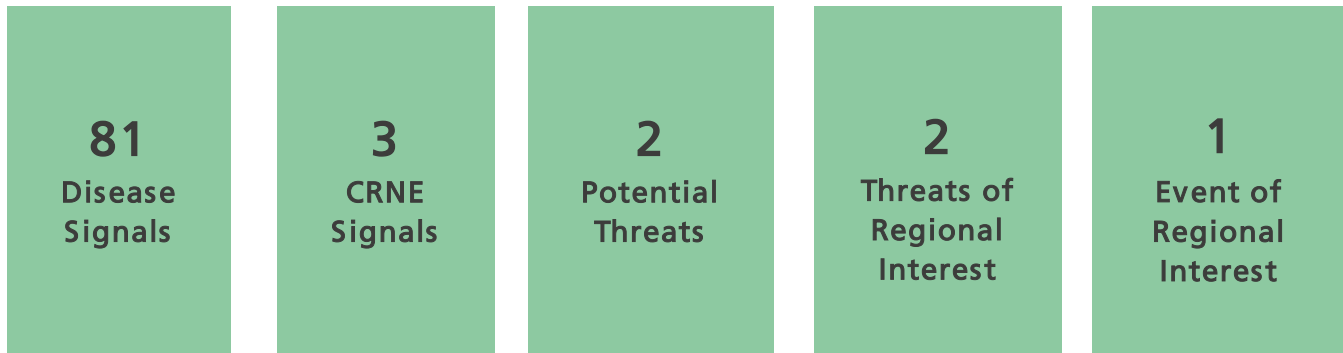 81
Disease
Signals
3
CRNE
Signals
2
Potential
Threats
2
Threats of
Regional
Interest
1
Event of
Regional
Interest